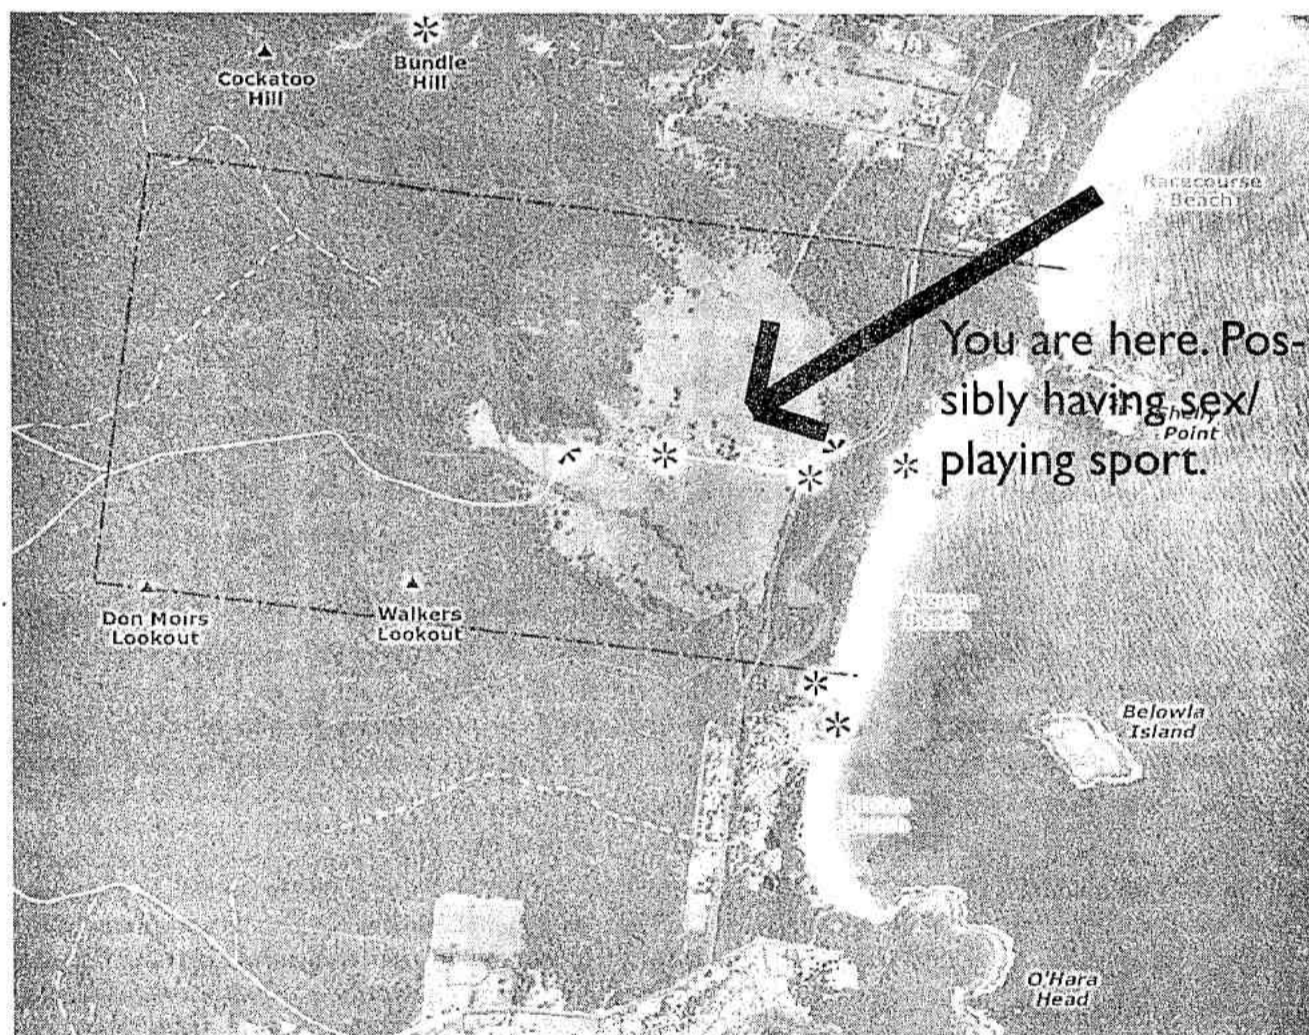 Cockatoo
Hill
Bundle
Hill
Racecourse
Beach
You are here. Pos-
sibly having sex/
playing sport.
Point
Don Moirs
Lookout
Walkers
Lookout
Beach
Belowla
Island
O'Hara
Head